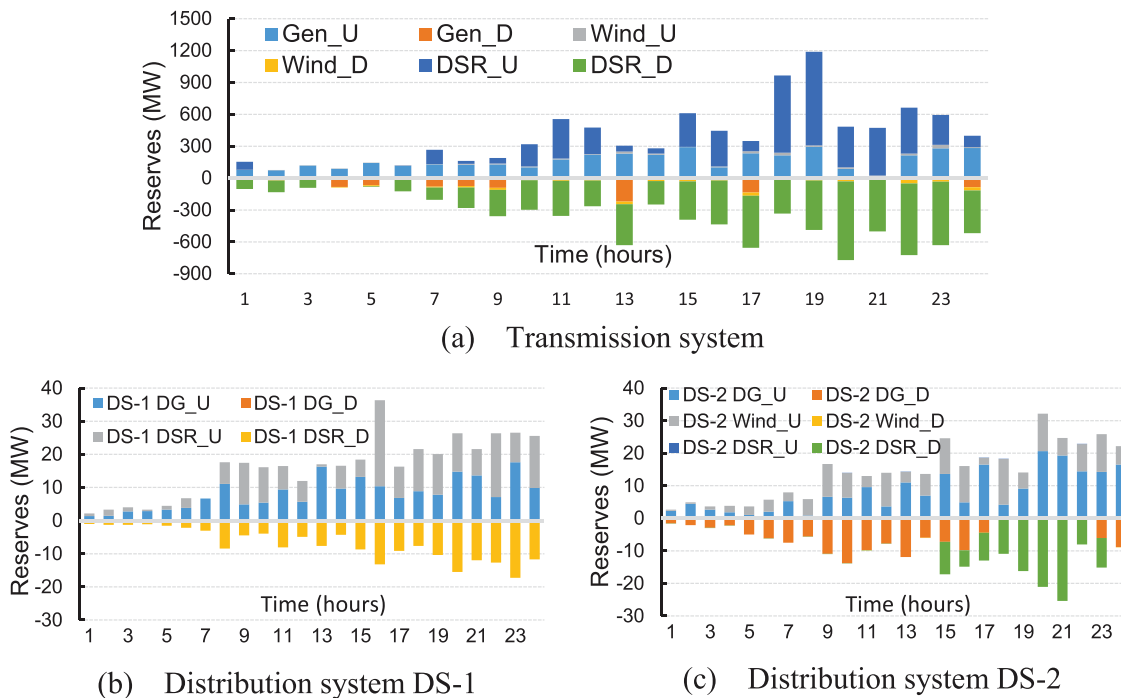 1500
1200
900
600
300
0
-300
-600
-900
Reserves (MW)
Gen_U Gen_D Wind_U
Wind_D DSR_U DSR_D
Time (hours)
1 3 5 7 9 11 13 15 17 19 21 23
(a) Transmission system
40
30
20
10
0
-10
-20
-30
Reserves (MW)
DS-1 DG_U DS-1 DG_D
DS-1 DSR_U DS-1 DSR_D
Time (hours)
1 3 5 7 9 11 13 15 17 19 21 23
(b) Distribution system DS-1
40
30
20
10
0
-10
-20
-30
Reserves (MW)
DS-2 DG_U DS-2 DG_D
DS-2 Wind_U DS-2 Wind_D
DS-2 DSR_U DS-2 DSR_D
Time (hours)
1 3 5 7 9 11 13 15 17 19 21 23
(c) Distribution system DS-2